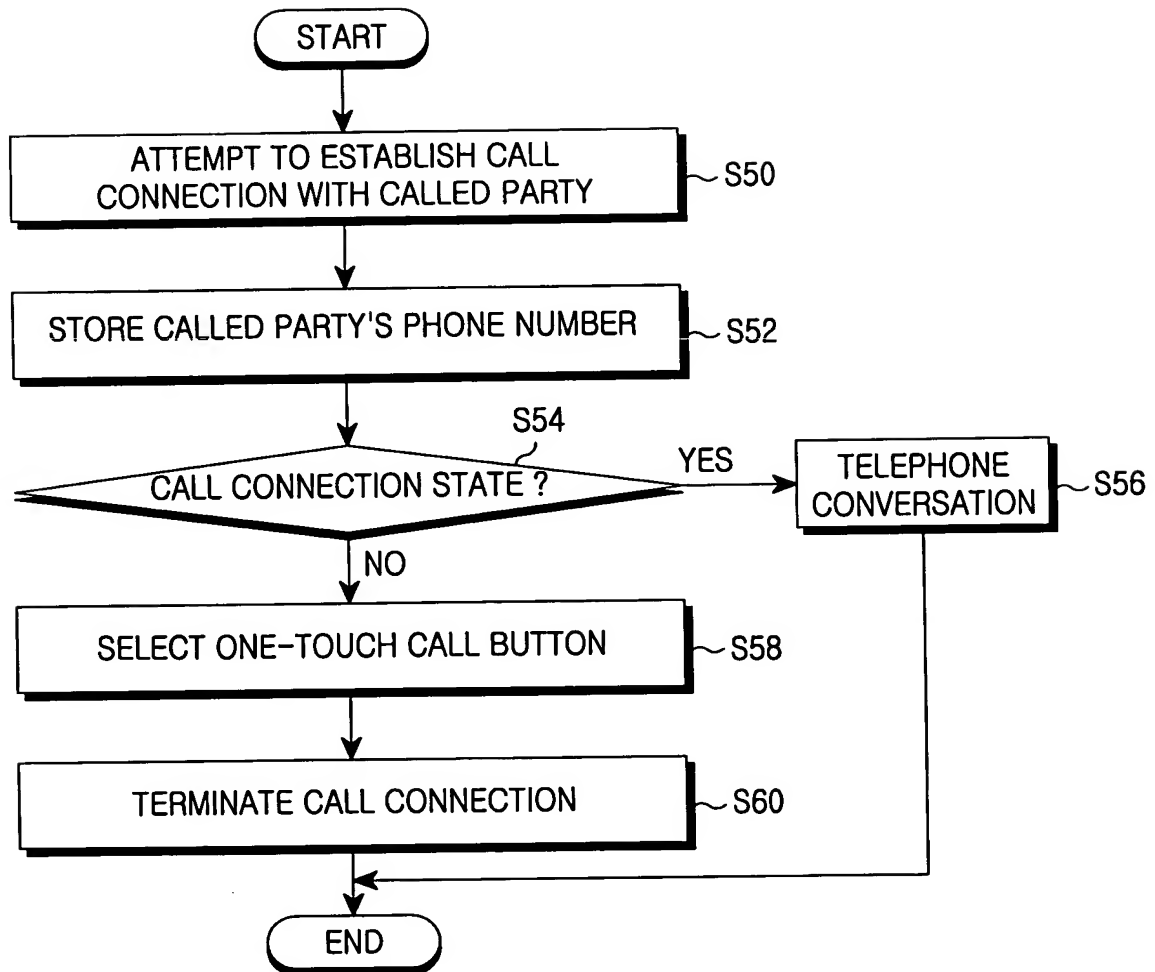 START
ATTEMPT TO ESTABLISH CALL
CONNECTION WITH CALLED PARTY
S50
STORE CALLED PARTY'S PHONE NUMBER
S52
S54
CALL CONNECTION STATE ?
YES
TELEPHONE
CONVERSATION
S56
NO
SELECT ONE-TOUCH CALL BUTTON
S58
TERMINATE CALL CONNECTION
S60
END